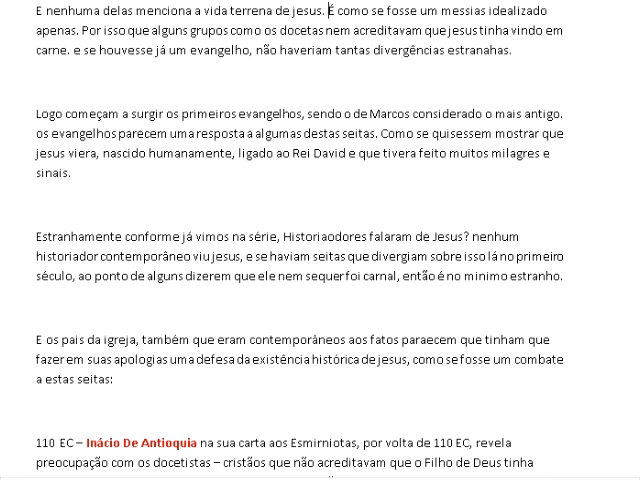 E nenhuma delas menciona a vida terrena de jesus. É como se fosse um messias idealizado
apenas. Por isso que alguns grupos como os docetas nem acreditavam que jesus tinha vindo em
carne. e se houvesse já um evangelho, não haveriam tantas divergências estranahas.
Logo começam a surgir os primeiros evangelhos, sendo o de Marcos considerado o mais antigo.
os evangelhos parecem uma resposta a algumas destas seitas. Como se quisessem mostrar que
jesus viera, nascido humanamente, ligado ao Rei David e que tivera feito muitos milagres e
sinais.
Estranhamente conforme já vimos na série, Historiaodores falaram de Jesus? nenhum
historiador contemporâneo viu jesus, e se haviam seitas que divergiam sobre isso lá no primeiro
século, ao ponto de alguns dizerem que ele nem sequer foi carnal, então é no minimo estranho.
E os pais da igreja, também que eram contemporâneos aos fatos paraecem que tinham que
fazer em suas apologias uma defesa da existência histórica de jesus, como se fosse um combate
a estas seitas:
110 EC – Inácio De Antioquia na sua carta aos Esmirniotas, por volta de 110 EC, revela
preocupação com os docetistas – cristãos que não acreditavam que o Filho de Deus tinha